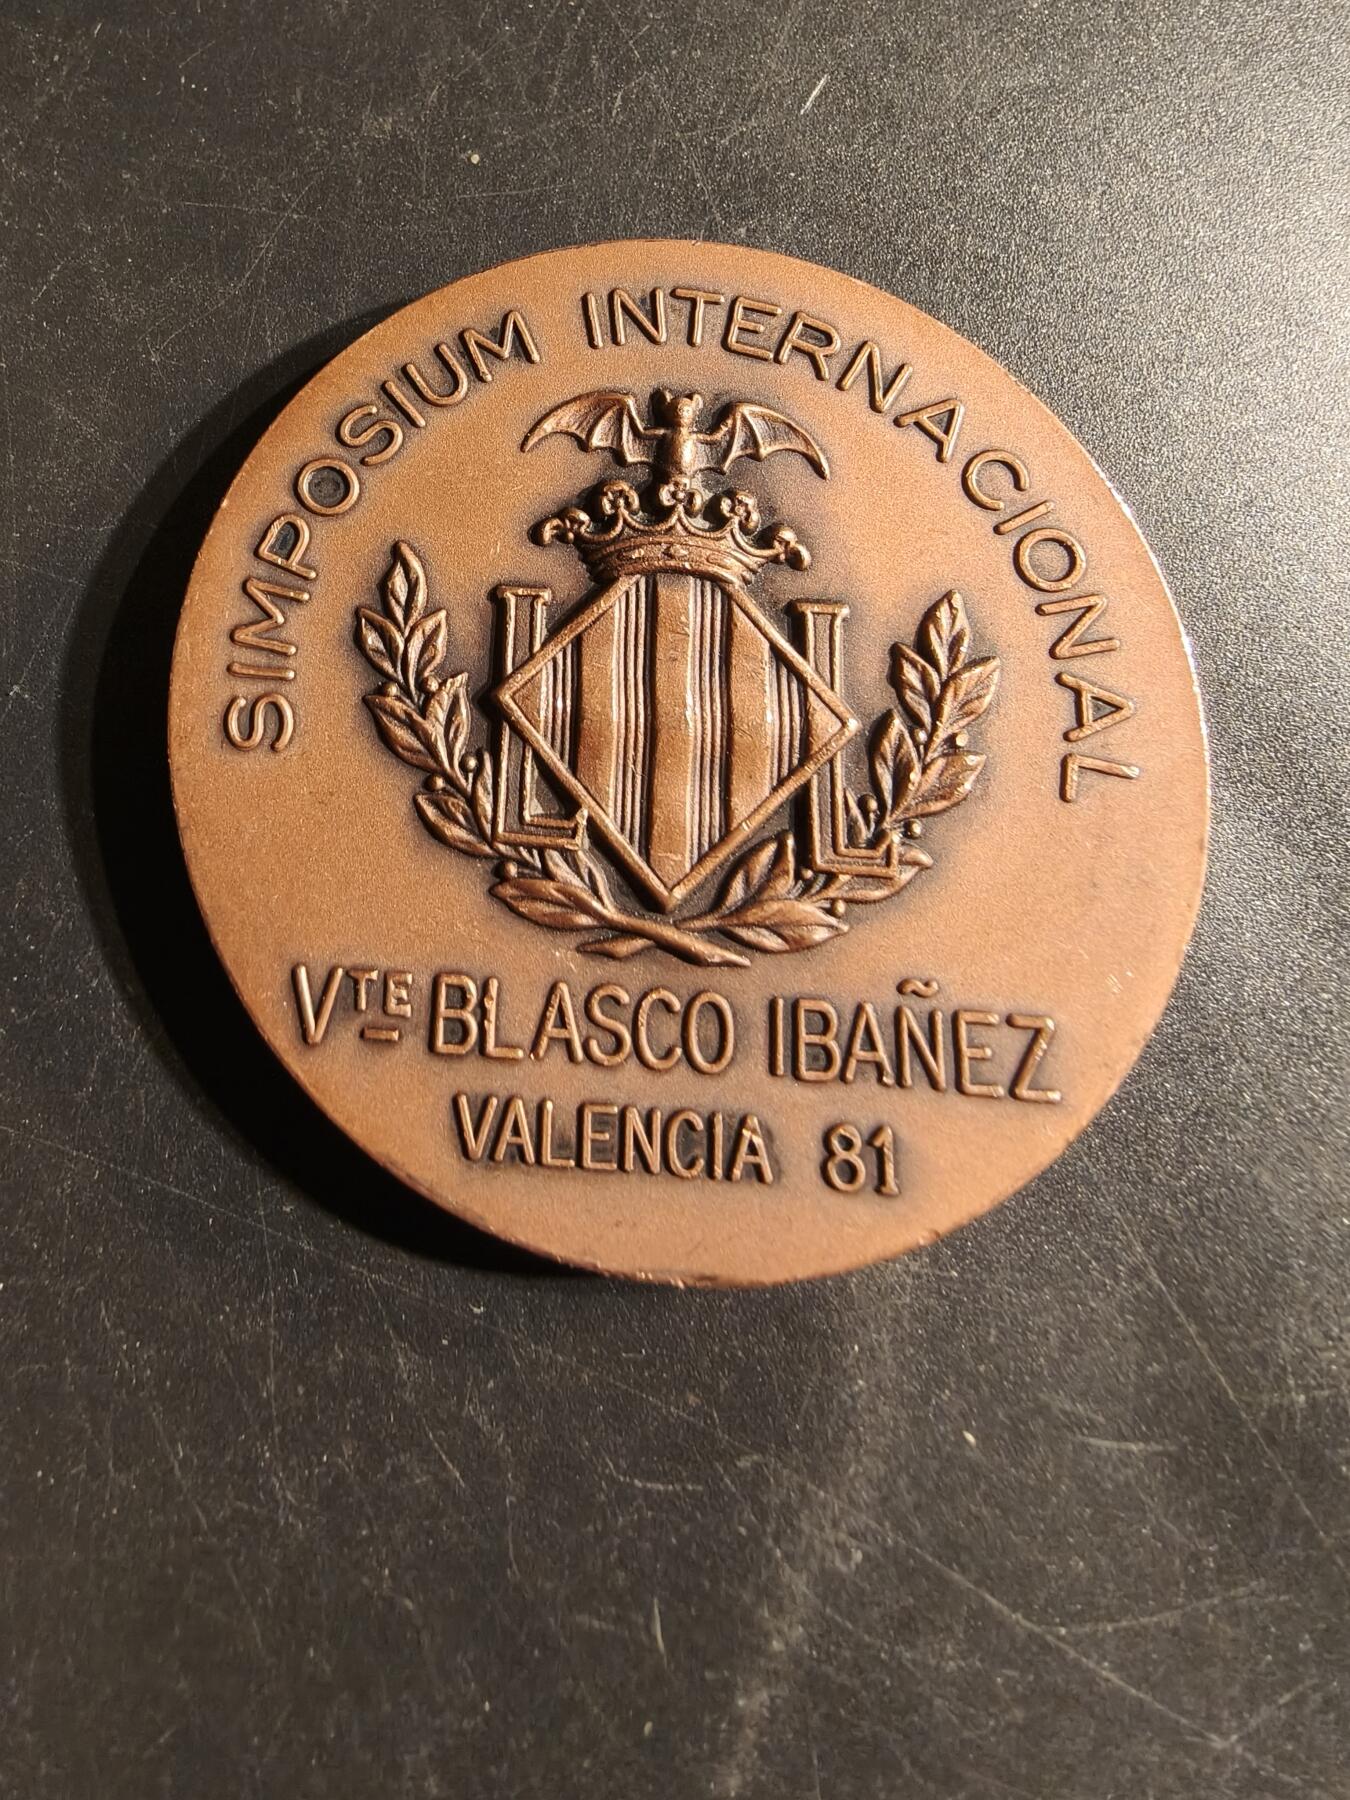 SIMPOSIUM INTERNACIONAL
L L
VTE BLASCO IBAÑEZ
VALENCIA 81